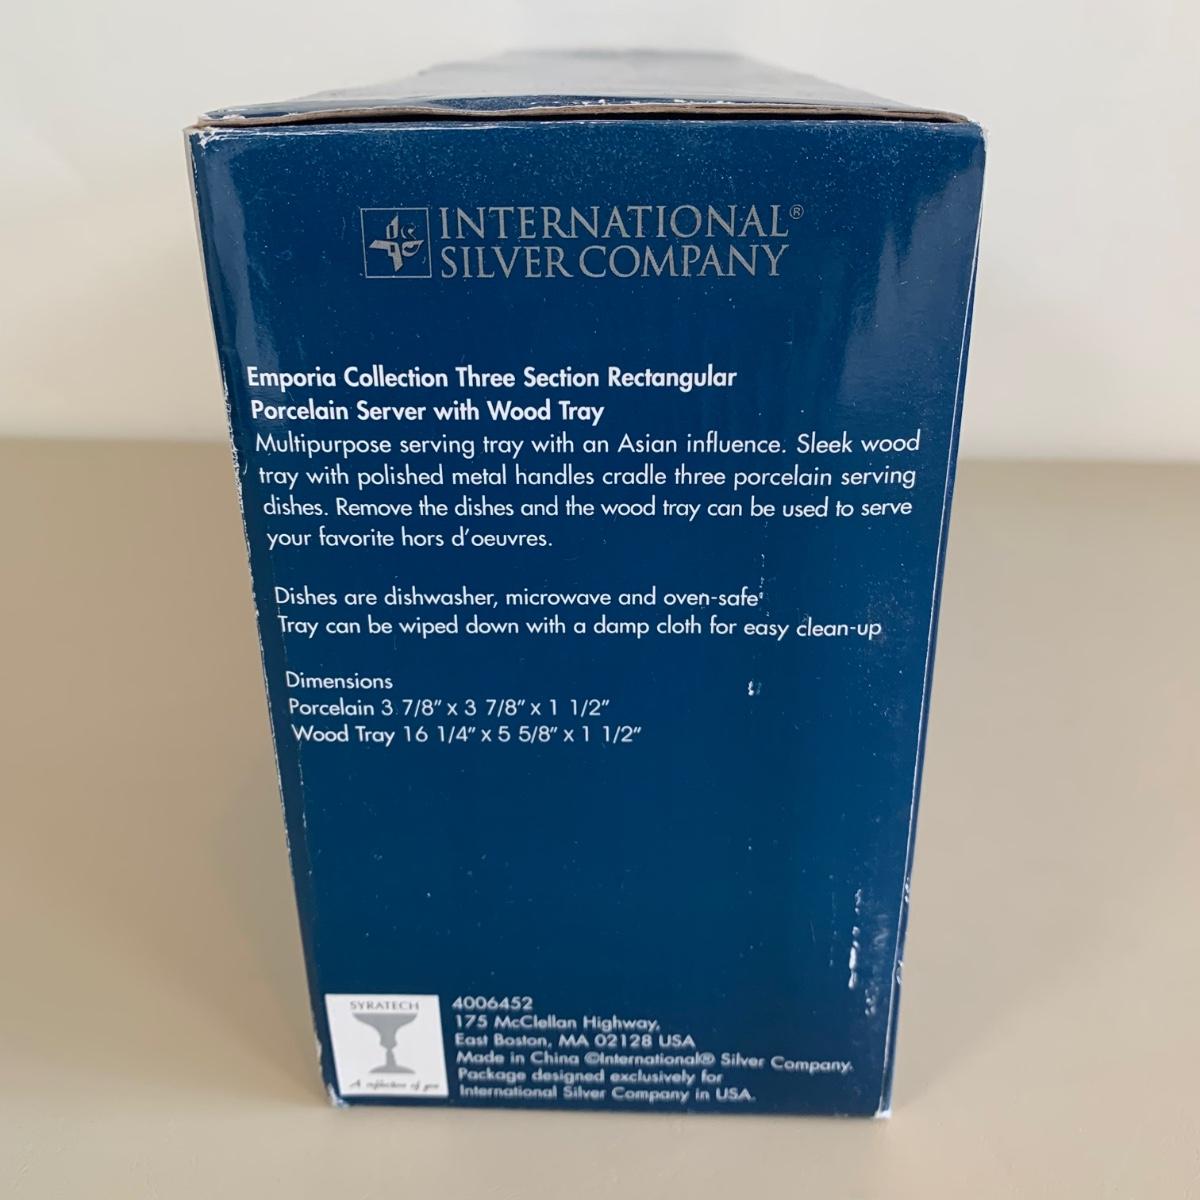 INTERNATIONAL®
SILVER COMPANY
Emporia Collection Three Section Rectangular
Porcelain Server with Wood Tray
Multipurpose serving tray with an Asian influence. Sleek wood
tray with polished metal handles cradle three porcelain serving
dishes. Remove the dishes and the wood tray can be used to serve
your favorite hors d'oeuvres.
Dishes are dishwasher, microwave and oven-safe
Tray can be wiped down with a damp cloth for easy clean-up
Dimensions
Porcelain 3 7/8" x 3 7/8" x 1 1/2"
Wood Tray 16 1/4" x 5 5/8" x 1 1/2"
SYRATECH
A reflection of you
4006452
175 McClellan Highway,
East Boston, MA 02128 USA
Made in China ©International® Silver Company.
Package designed exclusively for
International Silver Company in USA.